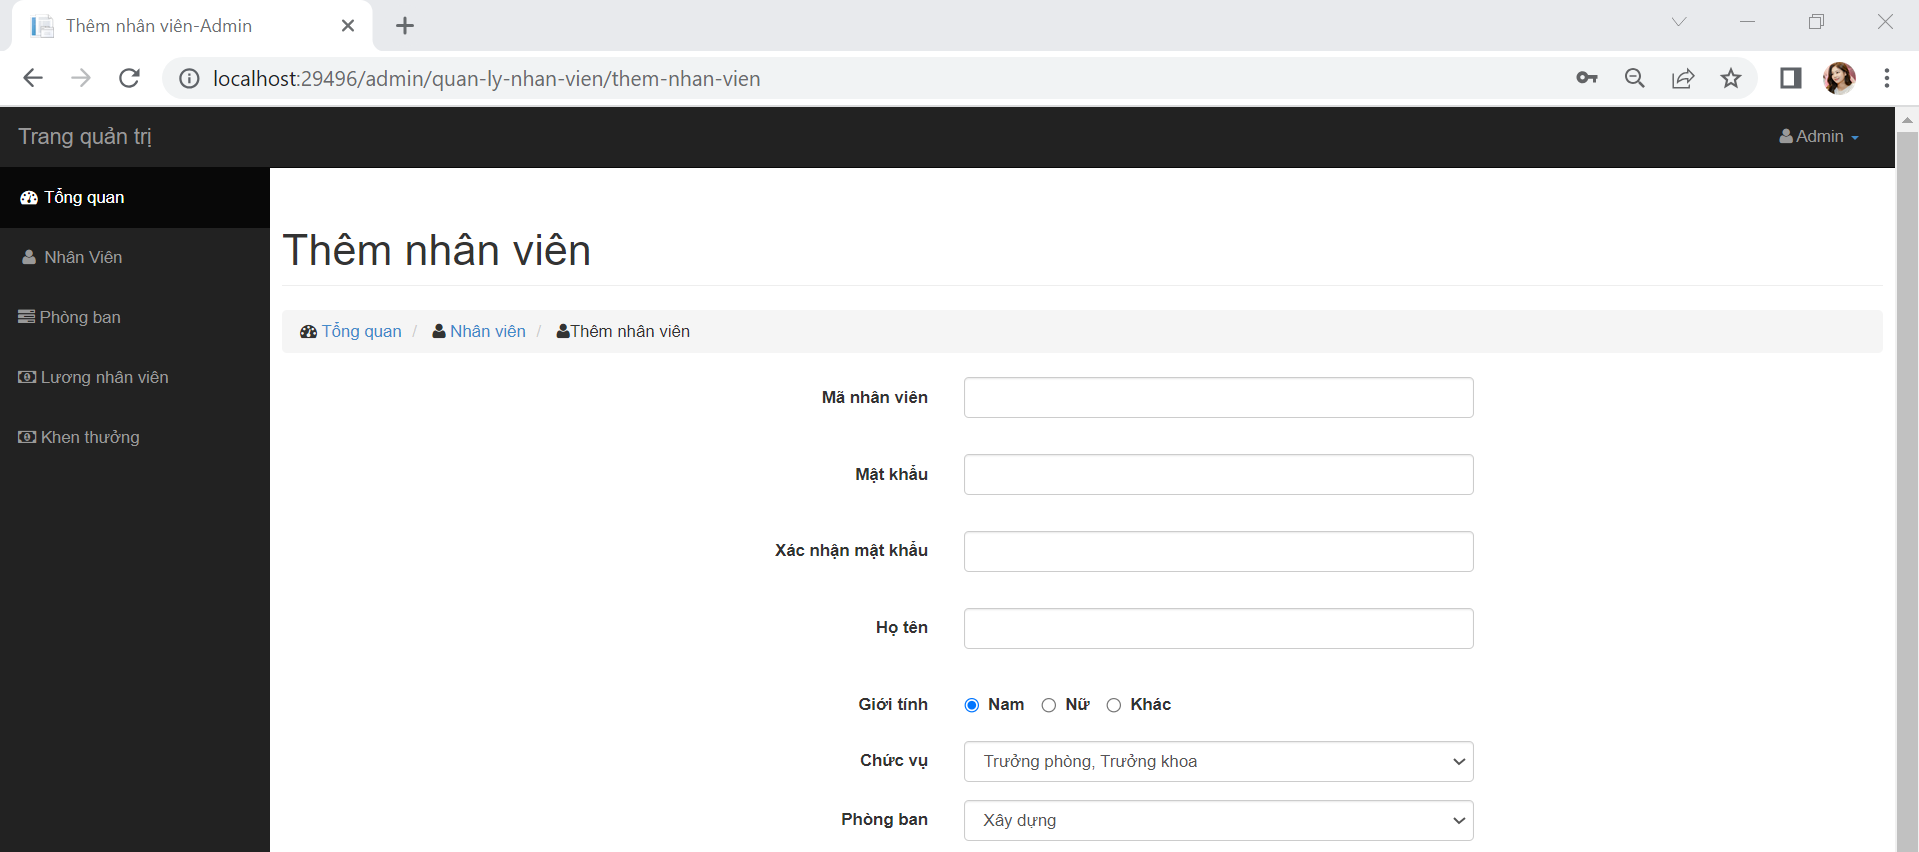 Thêm nhân viên-Admin
localhost:29496/admin/quan-ly-nhan-vien/them-nhan-vien
Trang quản trị
Admin
Tổng quan
Nhân Viên
Phòng ban
Lương nhân viên
Khen thưởng
Thêm nhân viên
Tổng quan / Nhân viên / Thêm nhân viên
Mã nhân viên
Mật khẩu
Xác nhận mật khẩu
Họ tên
Giới tính Nam Nữ Khác
Chức vụ Trưởng phòng, Trưởng khoa
Phòng ban Xây dựng